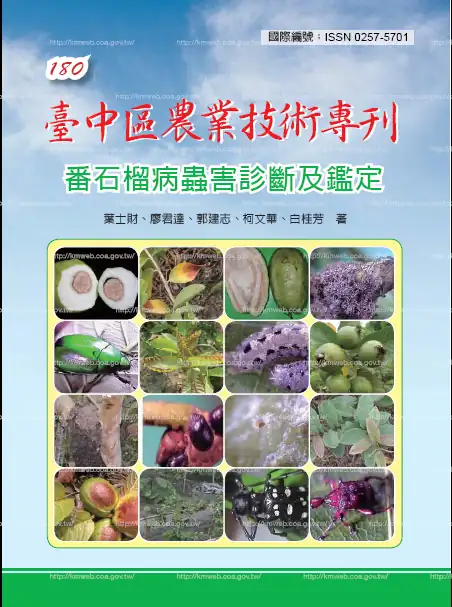 國際編號：ISSN 0257-5701
180
臺中區農業技術專刊
番石榴病蟲害診斷及鑑定
葉士財、廖君達、郭建志、柯文華、白桂芳 著
http://kmweb.coa.gov.tw/